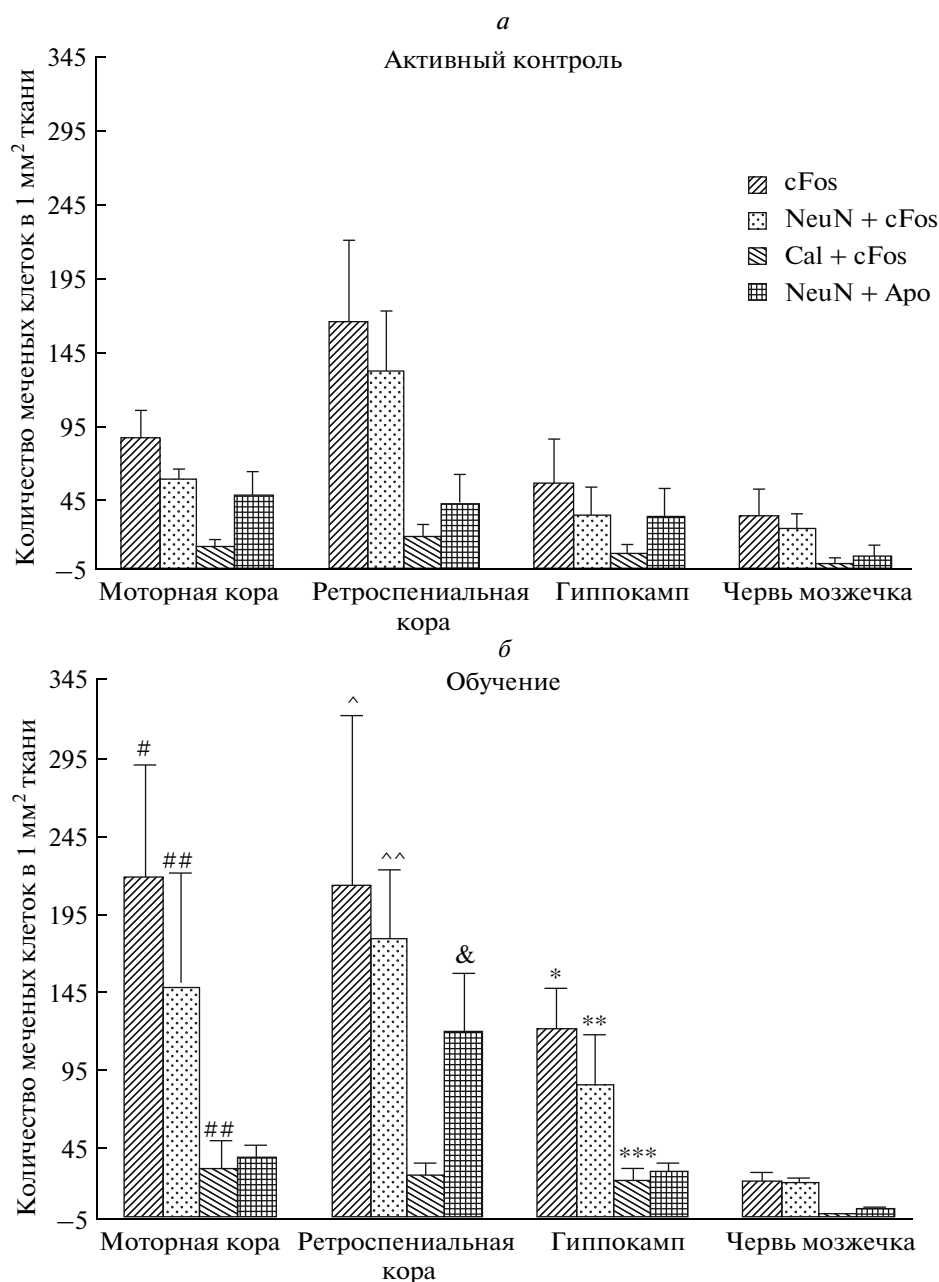 а
Активный контроль
Количество меченых клеток в 1 мм² ткани
345
295
245
195
145
95
45
−5
cFos
NeuN + cFos
Cal + cFos
NeuN + Apo
Моторная кора
Ретроспениальная
кора
Гиппокамп
Червь мозжечка
б
Обучение
Количество меченых клеток в 1 мм² ткани
345
295
245
195
145
95
45
−5
#
##
##
^
^^
&
*
**
***
Моторная кора
Ретроспениальная
кора
Гиппокамп
Червь мозжечка